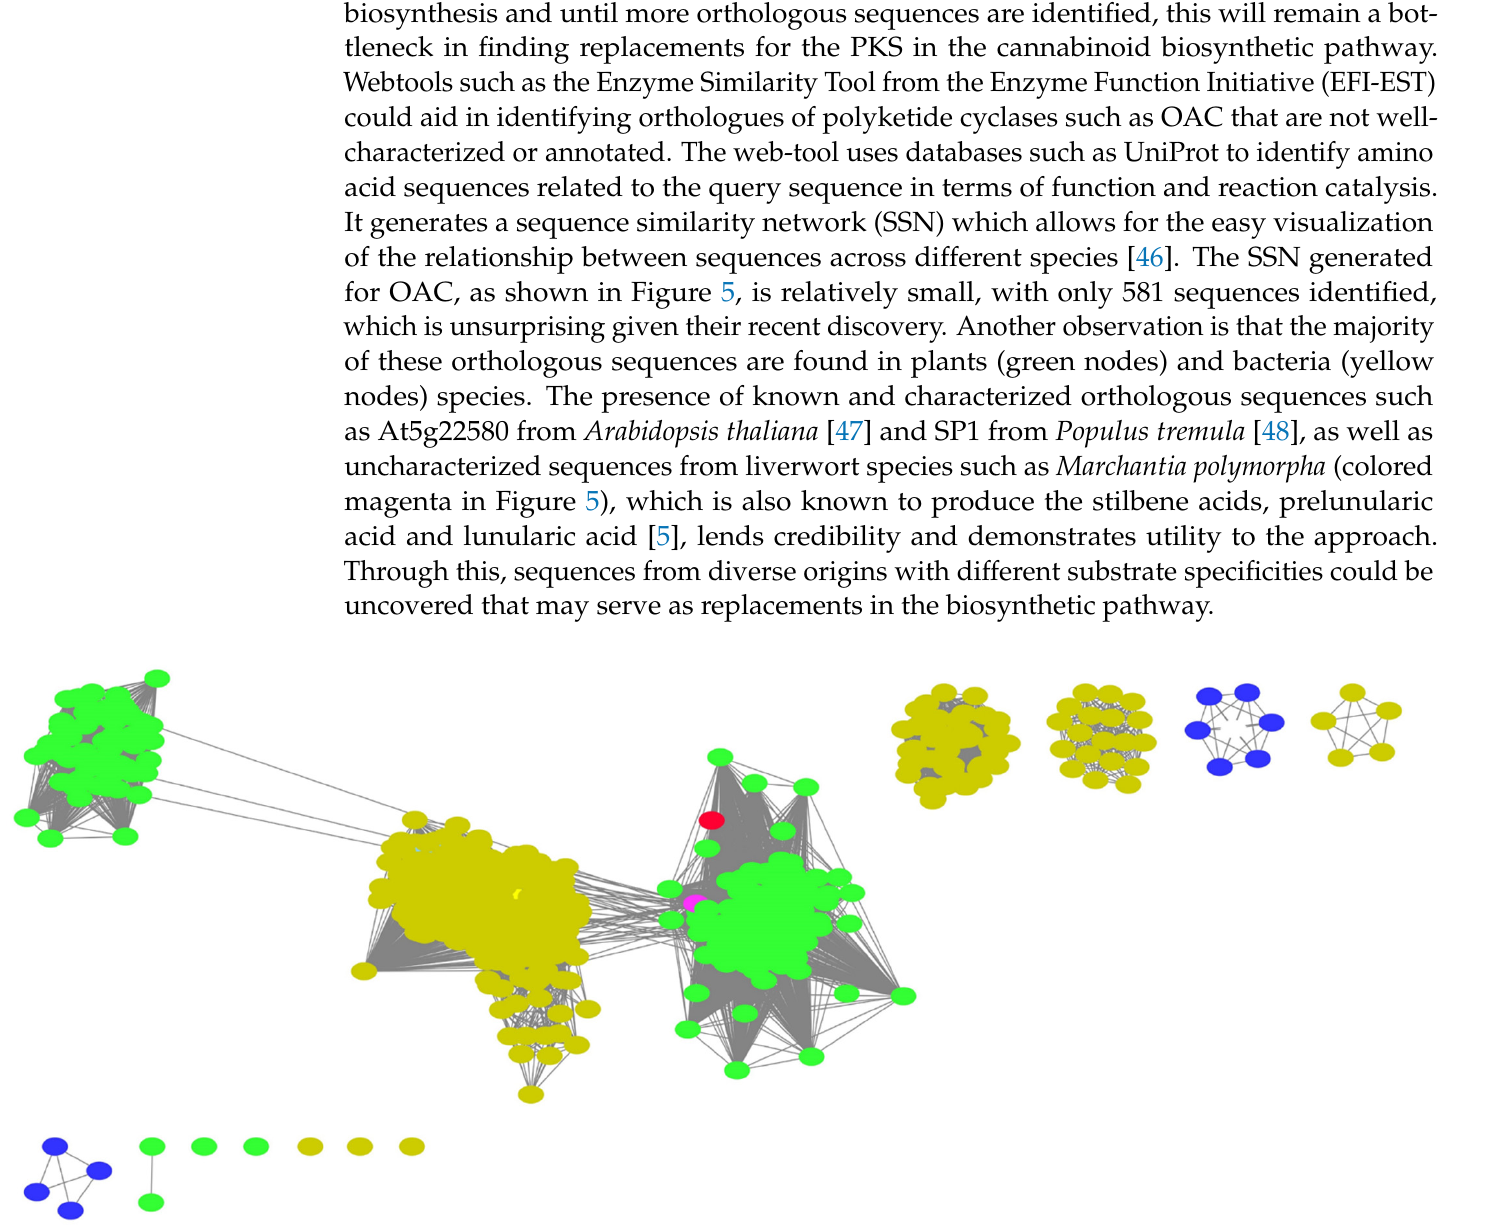 biosynthesis and until more orthologous sequences are identified, this will remain a bot-
tleneck in finding replacements for the PKS in the cannabinoid biosynthetic pathway.
Webtools such as the Enzyme Similarity Tool from the Enzyme Function Initiative (EFI-EST)
could aid in identifying orthologues of polyketide cyclases such as OAC that are not well-
characterized or annotated. The web-tool uses databases such as UniProt to identify amino
acid sequences related to the query sequence in terms of function and reaction catalysis.
It generates a sequence similarity network (SSN) which allows for the easy visualization
of the relationship between sequences across different species [46]. The SSN generated
for OAC, as shown in Figure 5, is relatively small, with only 581 sequences identified,
which is unsurprising given their recent discovery. Another observation is that the majority
of these orthologous sequences are found in plants (green nodes) and bacteria (yellow
nodes) species. The presence of known and characterized orthologous sequences such
as At5g22580 from Arabidopsis thaliana [47] and SP1 from Populus tremula [48], as well as
uncharacterized sequences from liverwort species such as Marchantia polymorpha (colored
magenta in Figure 5), which is also known to produce the stilbene acids, prelunularic
acid and lunularic acid [5], lends credibility and demonstrates utility to the approach.
Through this, sequences from diverse origins with different substrate specificities could be
uncovered that may serve as replacements in the biosynthetic pathway.